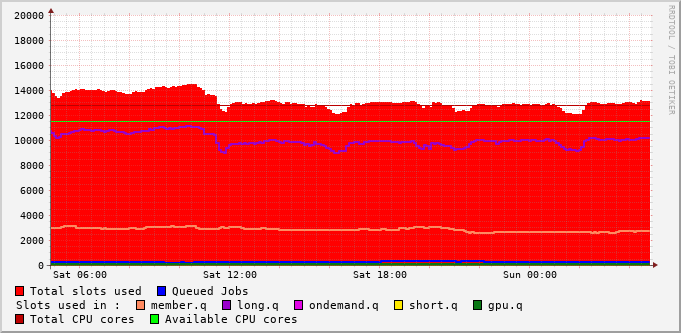 20000
18000
16000
14000
12000
10000
8000
6000
4000
2000
0
Sat 06:00 Sat 12:00 Sat 18:00 Sun 00:00
RRDTOOL / TOBI OETIKER
Total slots used Queued Jobs
Slots used in : member.q long.q ondemand.q short.q gpu.q
Total CPU cores Available CPU cores